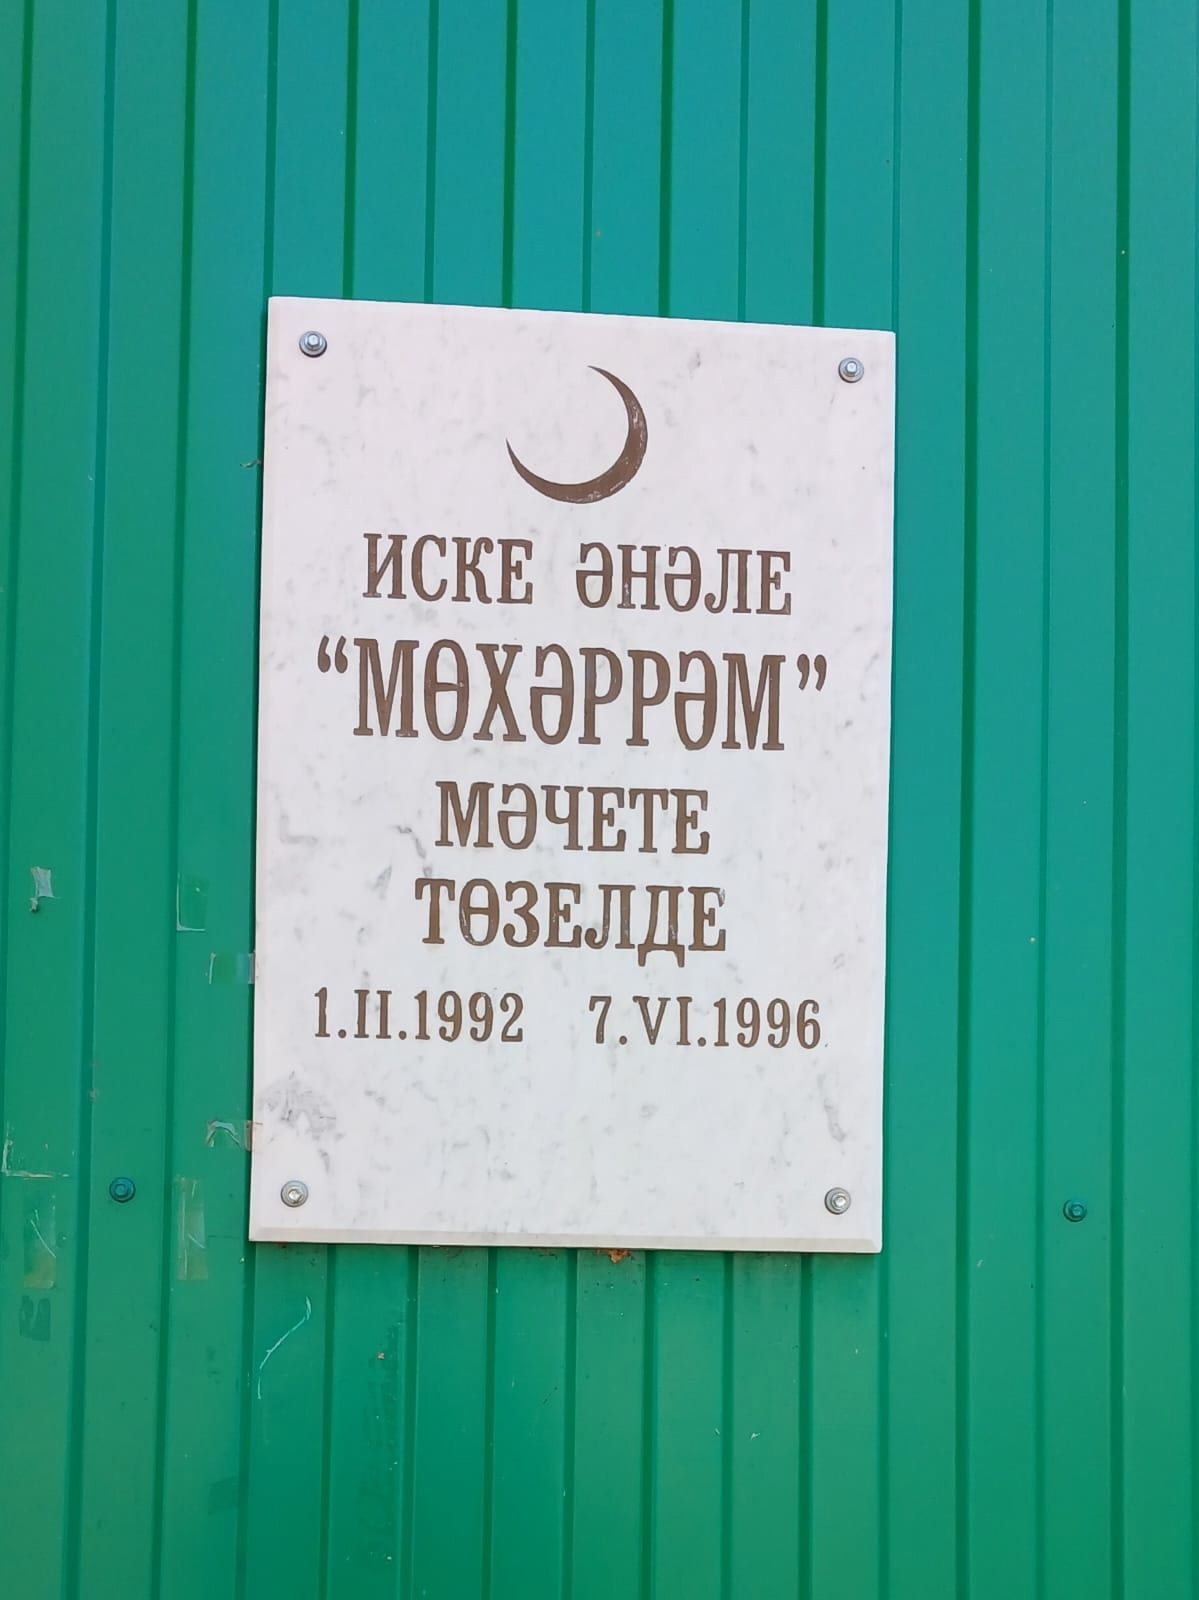 ИСКЕ ӘНӘЛЕ
“МӨХӘРРӘМ”
МӘЧЕТЕ
ТӨЗЕЛДЕ
1.II.1992 7.VI.1996